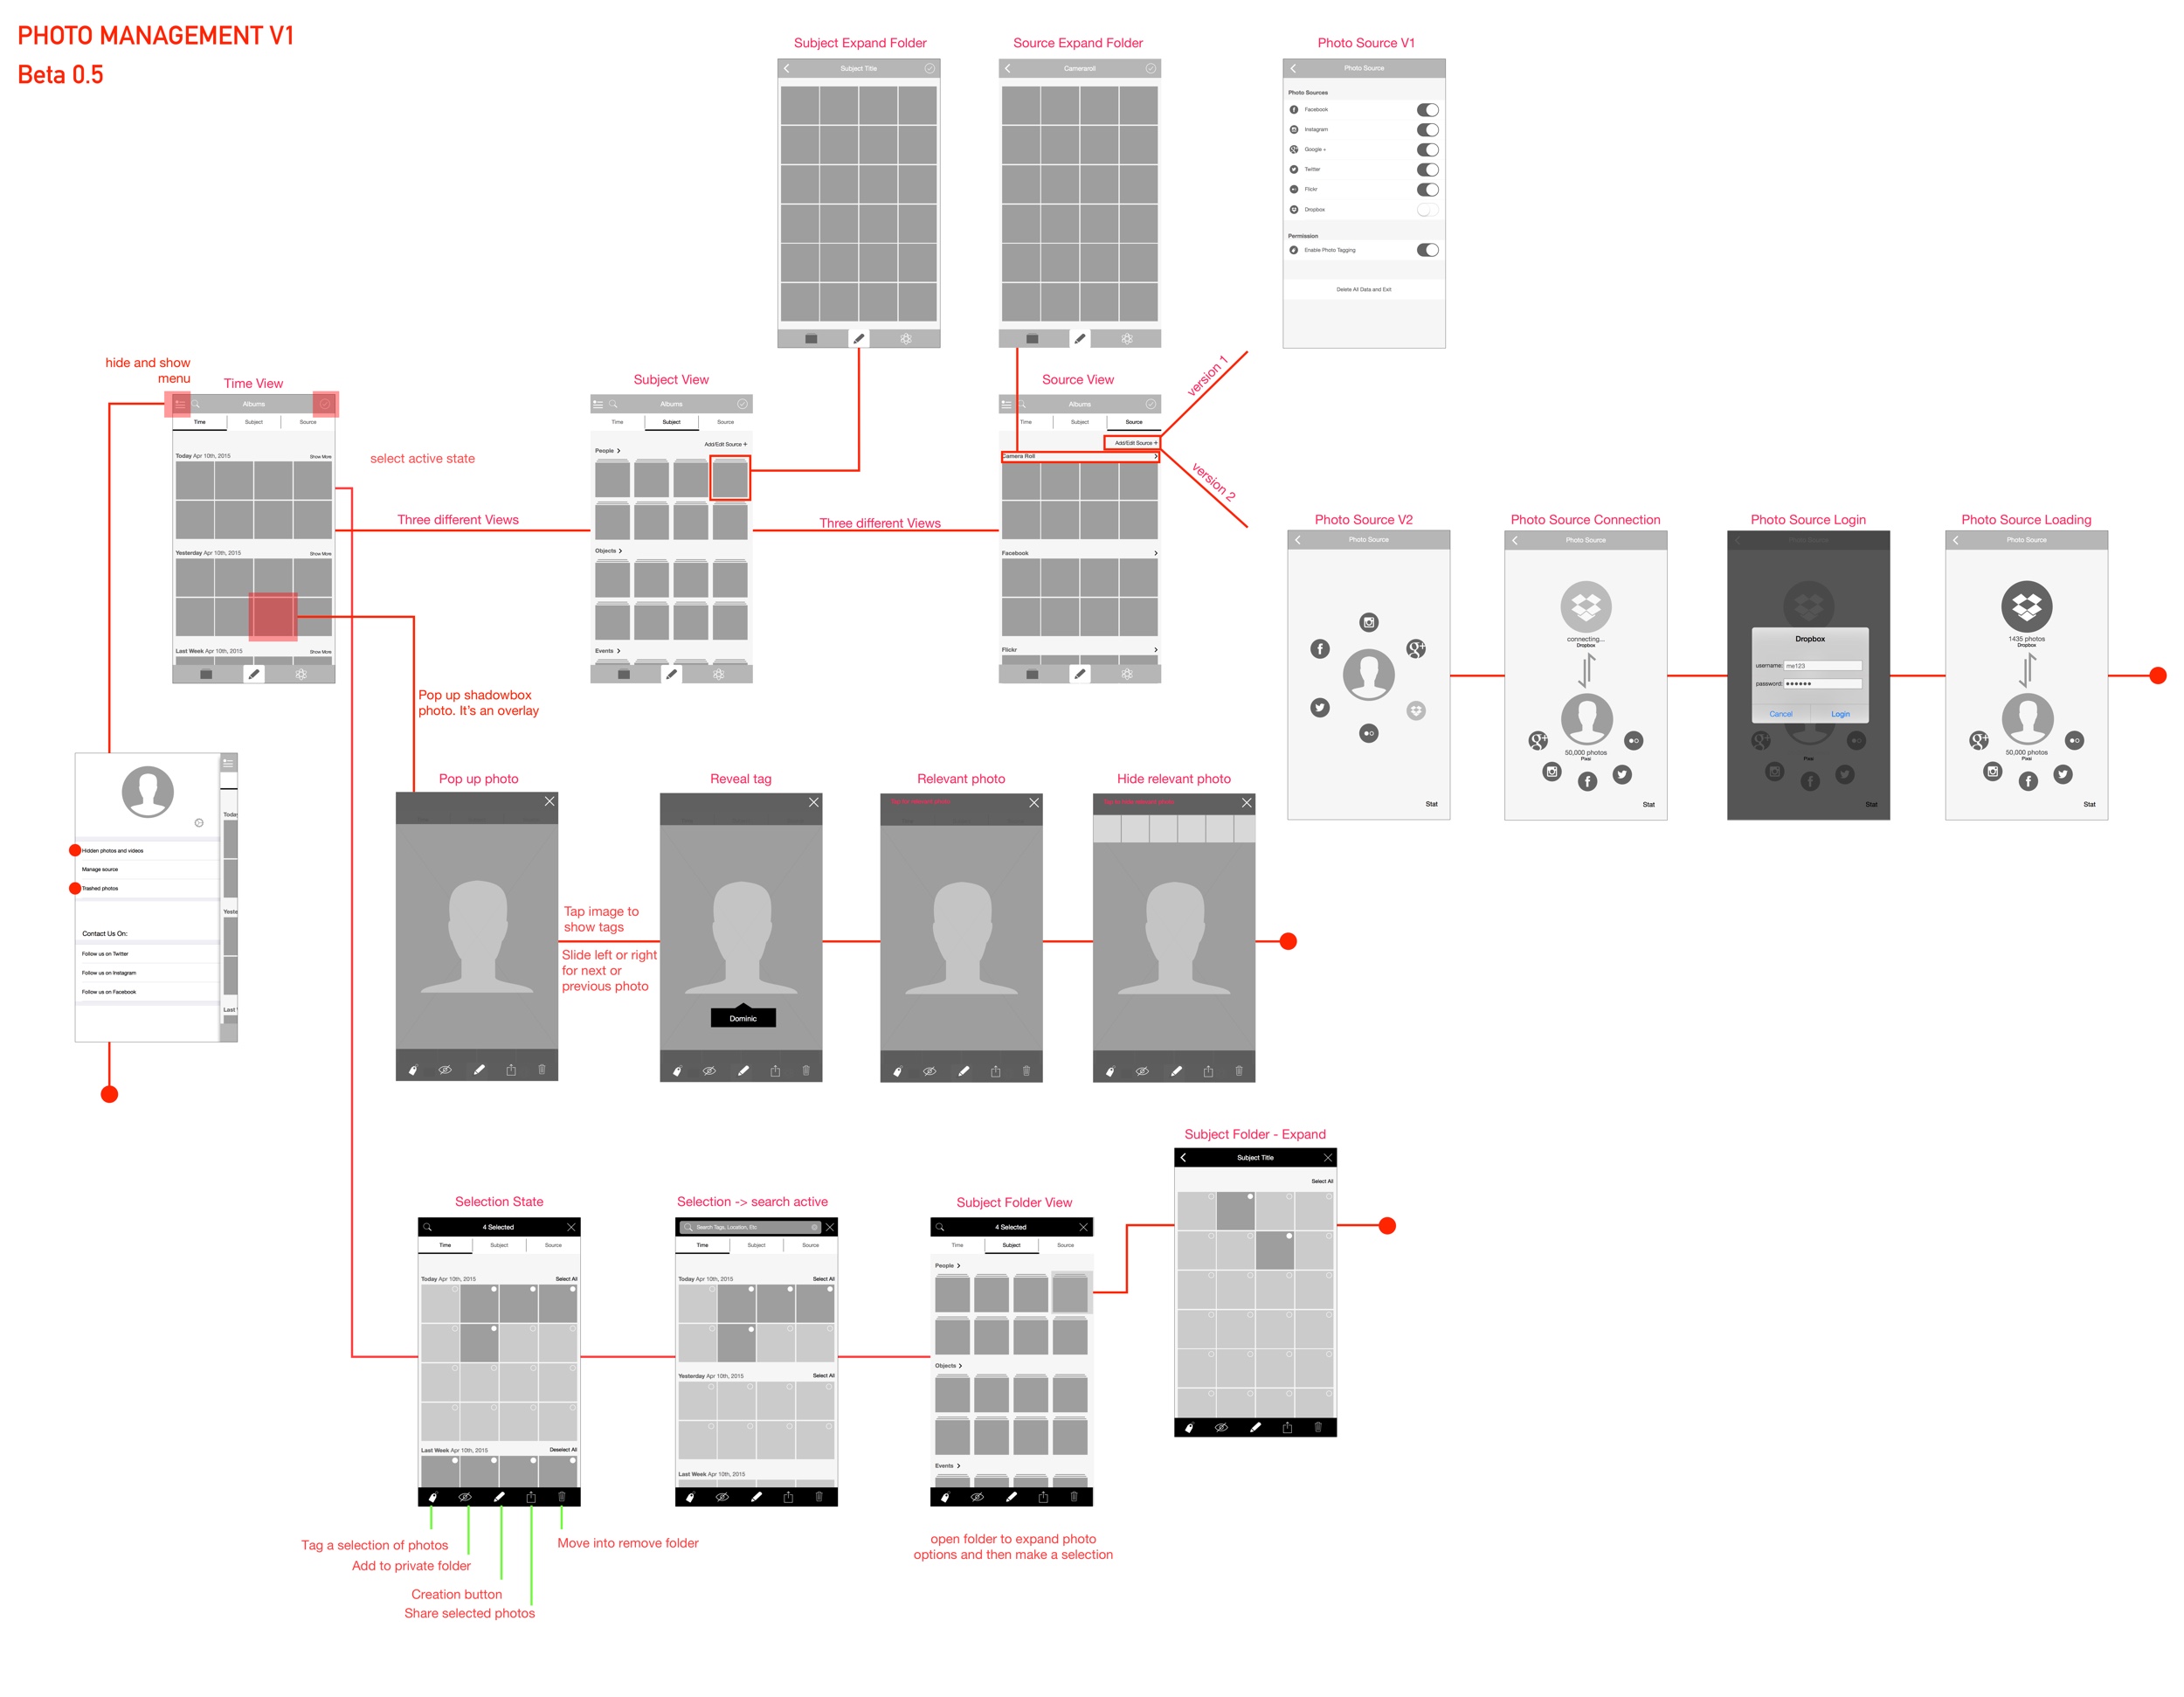 PHOTO MANAGEMENT V1
Beta 0.5
Subject Expand Folder
Subject Title
Source Expand Folder
Cameraroll
Photo Source V1
Photo Source
Photo Sources
Facebook
Instagram
Google +
Twitter
Flickr
Dropbox
Permission
Enable Photo Tagging
Delete All Data and Exit
hide and show
menu
Time View
Albums
Time Subject Source
Today Apr 10th, 2015 Show More
Yesterday Apr 10th, 2015 Show More
Last Week Apr 10th, 2015 Show More
select active state
Three different Views
Subject View
Albums
Time Subject Source
Add/Edit Source +
People >
Objects >
Events >
Three different Views
Source View
Albums
Time Subject Source
Add/Edit Source +
Camera Roll >
Facebook >
Flickr >
version 1
version 2
Photo Source V2
Photo Source
Photo Source Connection
Photo Source
connecting...
Dropbox
50,000 photos
Pixsi
Stat
Photo Source Login
Photo Source
Dropbox
username: me123
password: ••••••
Cancel Login
Pixsi
Stat
Photo Source Loading
Photo Source
1435 photos
Dropbox
50,000 photos
Pixsi
Stat
Hidden photos and videos
Manage source
Trashed photos
Contact Us On:
Follow us on Twitter
Follow us on Instagram
Follow us on Facebook
Today
Yeste
Last
Pop up shadowbox
photo. It's an overlay
Pop up photo
Tap image to
show tags
Slide left or right
for next or
previous photo
Reveal tag
Dominic
Relevant photo
Hide relevant photo
Selection State
4 Selected
Time Subject Source
Today Apr 10th, 2015 Select All
Last Week Apr 10th, 2015 Deselect All
Tag a selection of photos
Add to private folder
Creation button
Share selected photos
Move into remove folder
Selection -> search active
Search Tags, Location, Etc
Time Subject Source
Today Apr 10th, 2015 Select All
Yesterday Apr 10th, 2015 Select All
Last Week Apr 10th, 2015
Subject Folder View
4 Selected
Time Subject Source
People >
Objects >
Events >
open folder to expand photo
options and then make a selection
Subject Folder - Expand
Subject Title
Select All